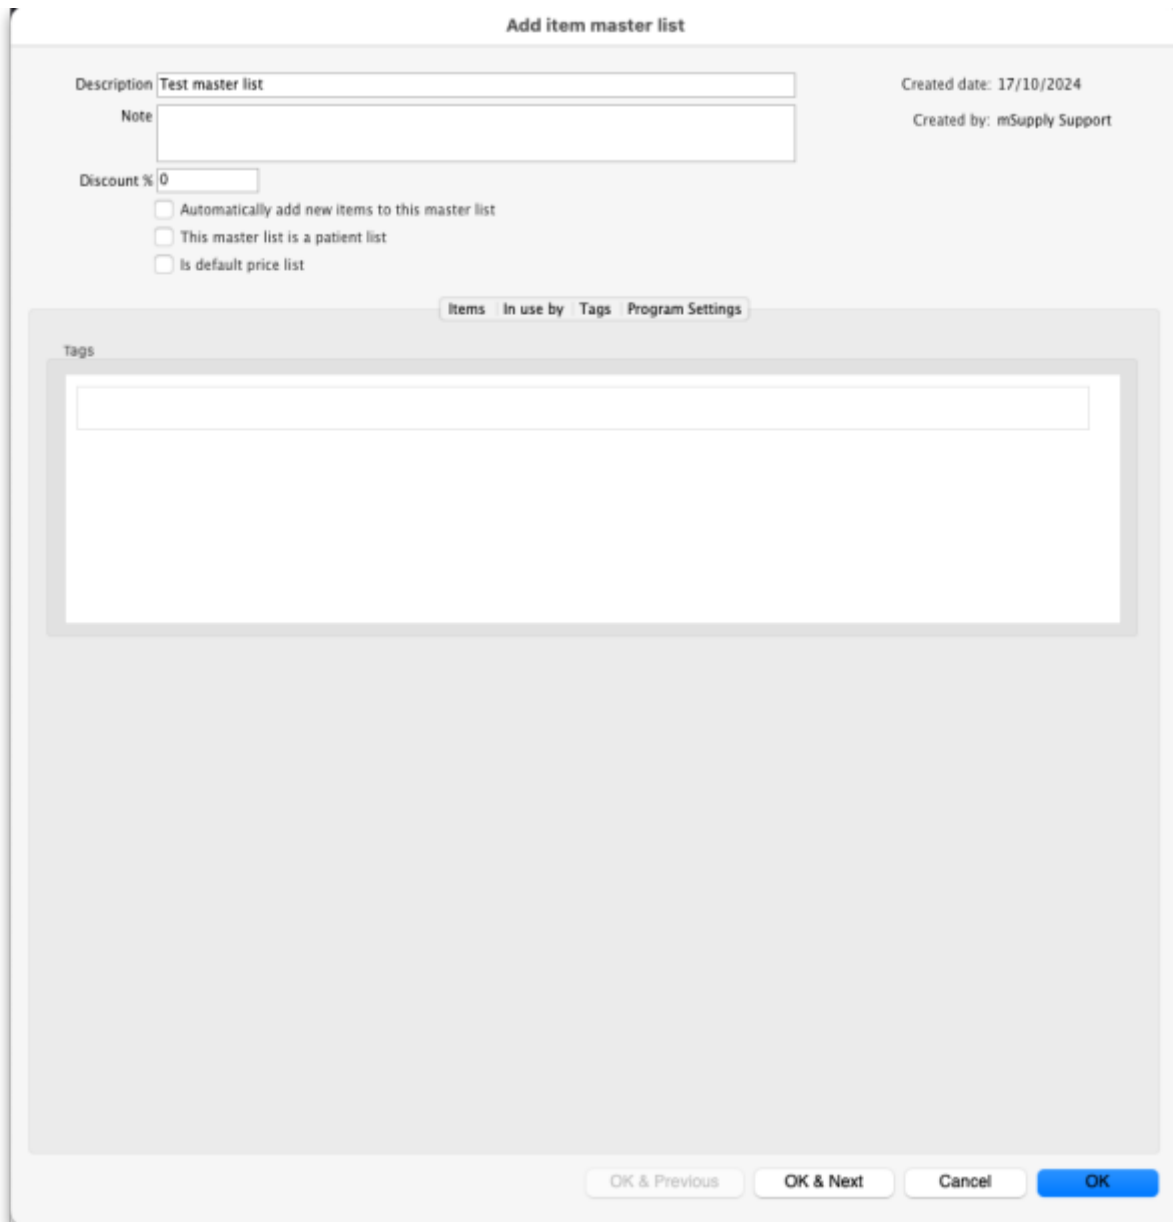 Add item master list
Description Test master list
Created date: 17/10/2024
Note
Created by: mSupply Support
Discount % 0
Automatically add new items to this master list
This master list is a patient list
Is default price list
Items In use by Tags Program Settings
Tags
OK & Previous OK & Next Cancel OK